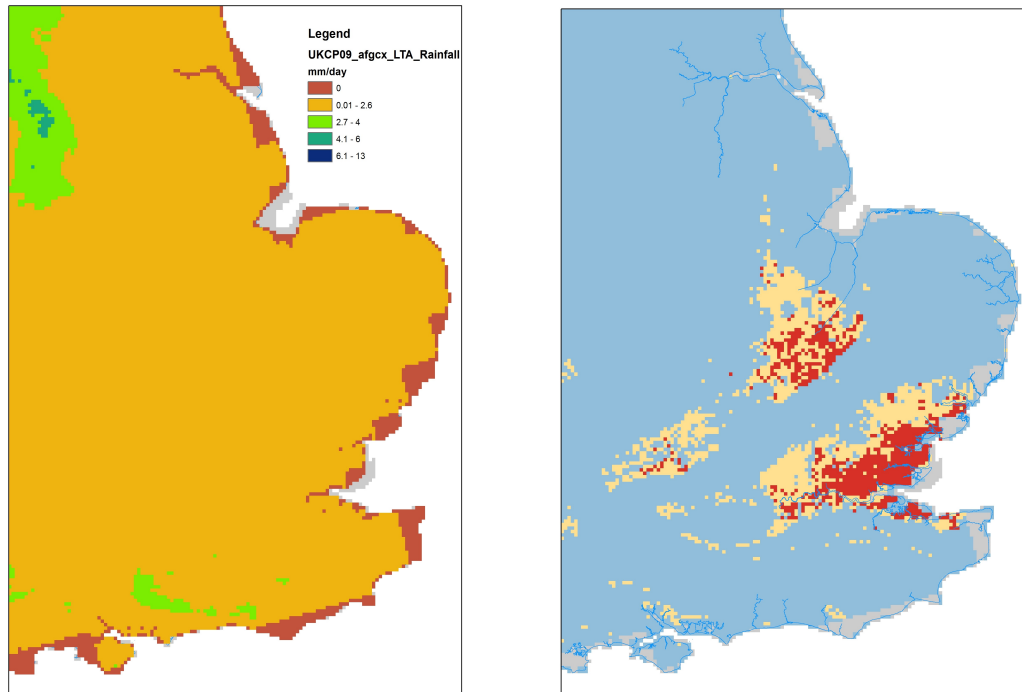 Legend
UKCP09_afgcx_LTA_Rainfall
mm/day
0
0.01 - 2.6
2.7 - 4
4.1 - 6
6.1 - 13